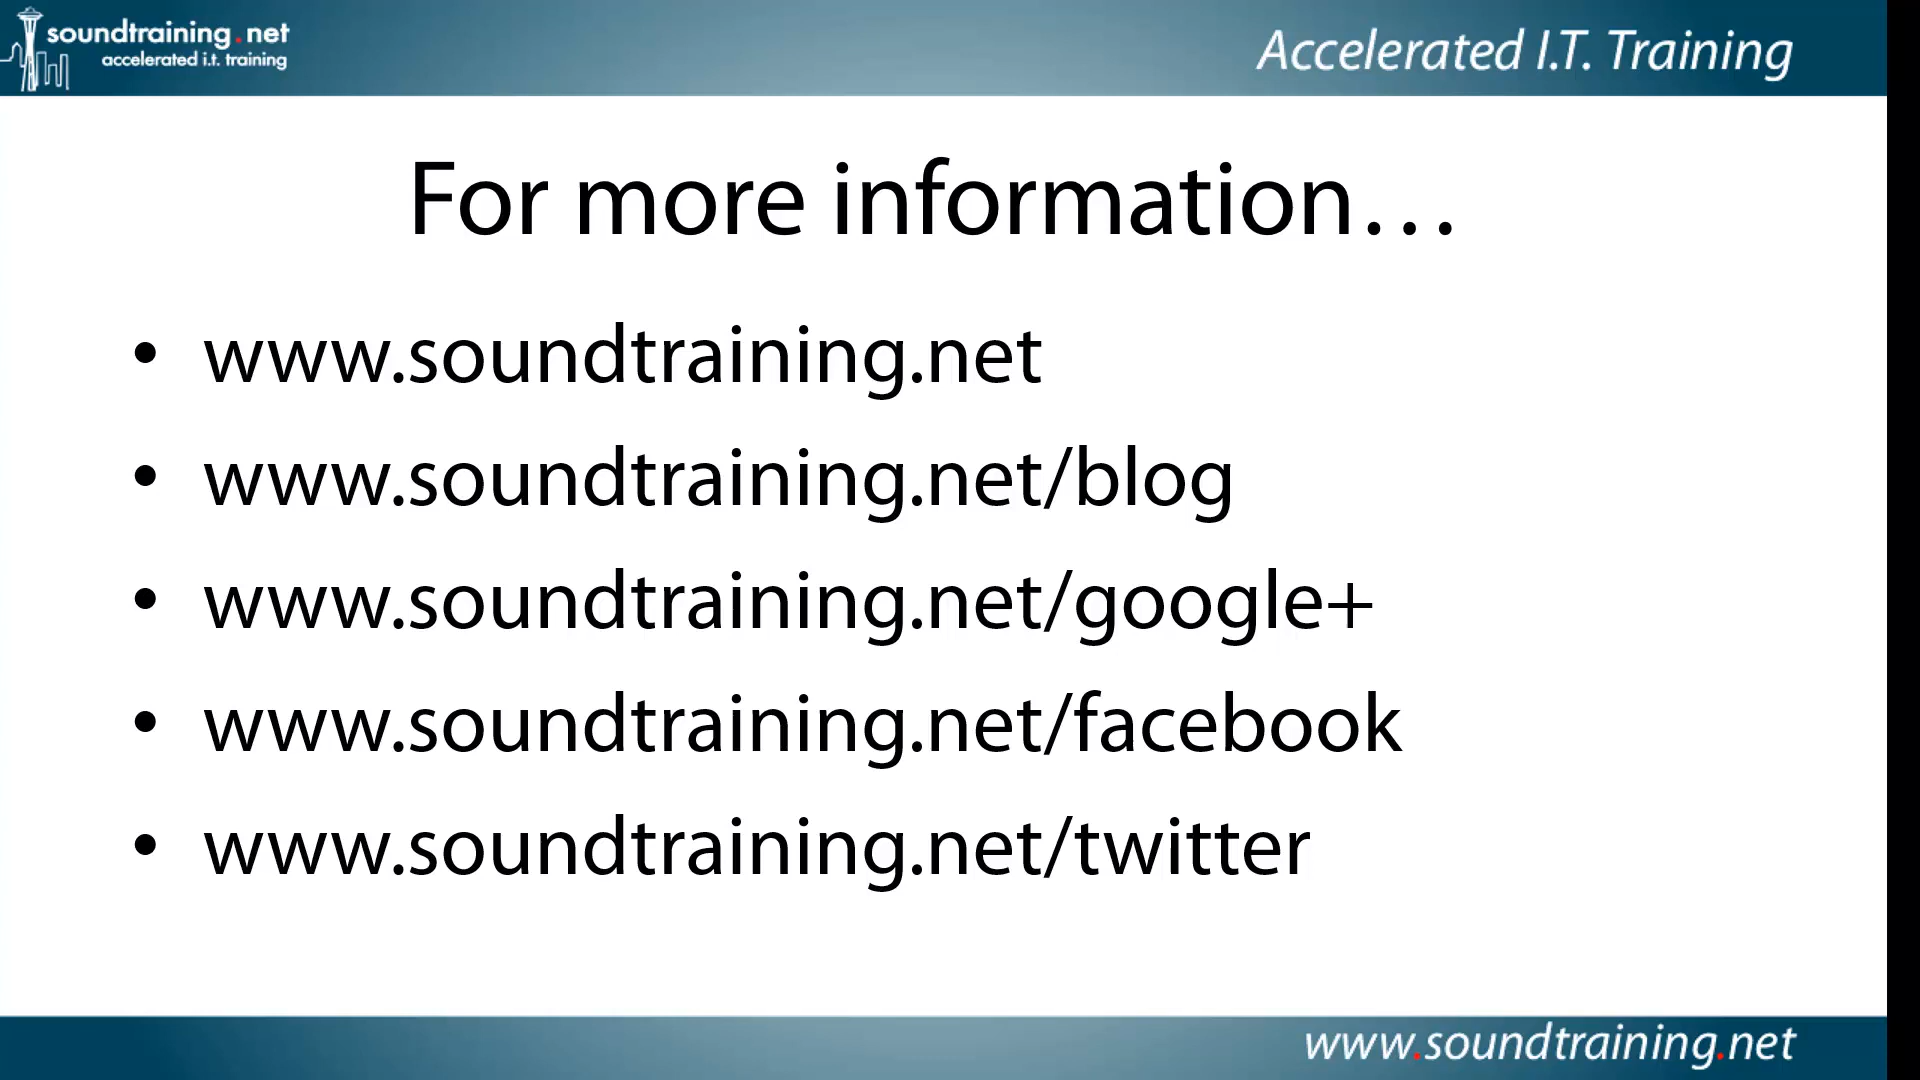 soundtraining.net
accelerated i.t. training
Accelerated I.T. Training
For more information…
• www.soundtraining.net
• www.soundtraining.net/blog
• www.soundtraining.net/google+
• www.soundtraining.net/facebook
• www.soundtraining.net/twitter
www.soundtraining.net